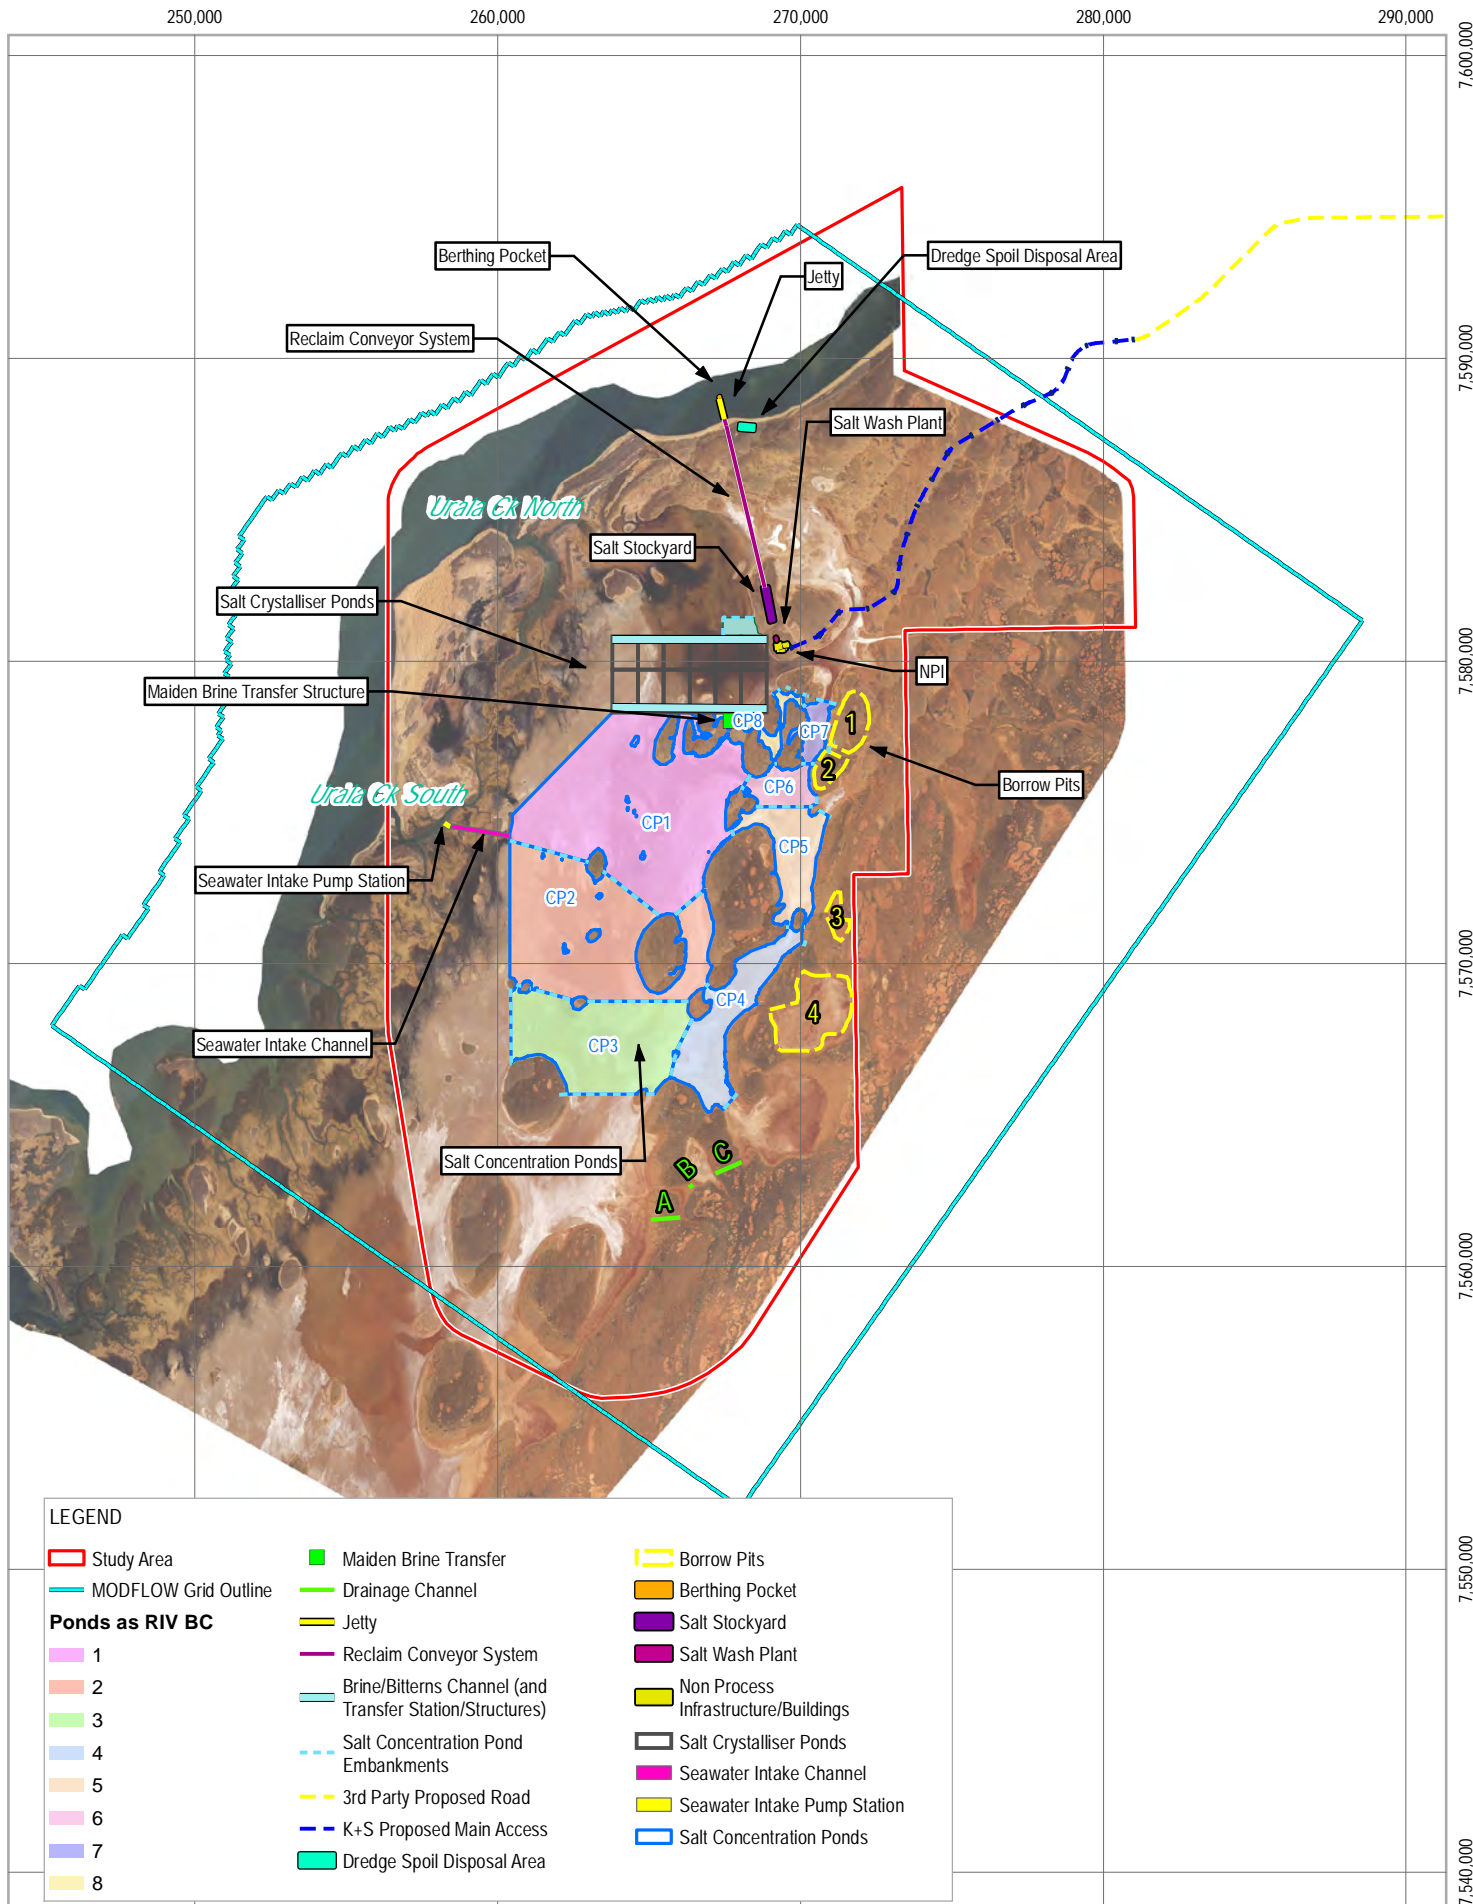 250,000
260,000
270,000
280,000
290,000
7,600,000
Berthing Pocket
Dredge Spoil Disposal Area
Jetty
Reclaim Conveyor System
7,590,000
Salt Wash Plant
Urala Ck North
Salt Stockyard
Salt Crystalliser Ponds
7,580,000
NPI
Maiden Brine Transfer Structure
CP8
CP7
1
2
Borrow Pits
CP6
Urala Ck South
CP1
CP5
Seawater Intake Pump Station
CP2
3
7,570,000
CP4
4
Seawater Intake Channel
CP3
Salt Concentration Ponds
C
B
A
7,560,000
LEGEND
Study Area
MODFLOW Grid Outline
Ponds as RIV BC
1
2
3
4
5
6
7
8
Maiden Brine Transfer
Drainage Channel
Jetty
Reclaim Conveyor System
Brine/Bitterns Channel (and
Transfer Station/Structures)
Salt Concentration Pond
Embankments
3rd Party Proposed Road
K+S Proposed Main Access
Dredge Spoil Disposal Area
Borrow Pits
Berthing Pocket
Salt Stockyard
Salt Wash Plant
Non Process
Infrastructure/Buildings
Salt Crystalliser Ponds
Seawater Intake Channel
Seawater Intake Pump Station
Salt Concentration Ponds
7,550,000
7,540,000